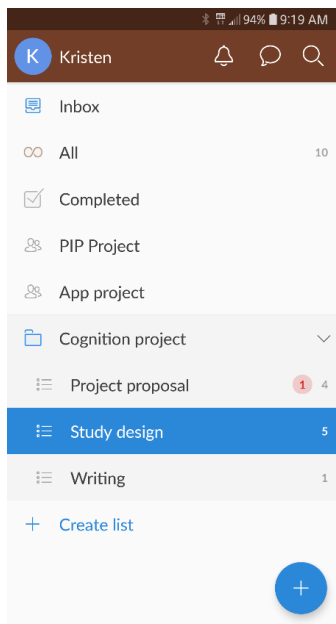 94% 9:19 AM
K Kristen
Inbox
All 10
Completed
PIP Project
App project
Cognition project
Project proposal 1 4
Study design 5
Writing 1
+ Create list
+